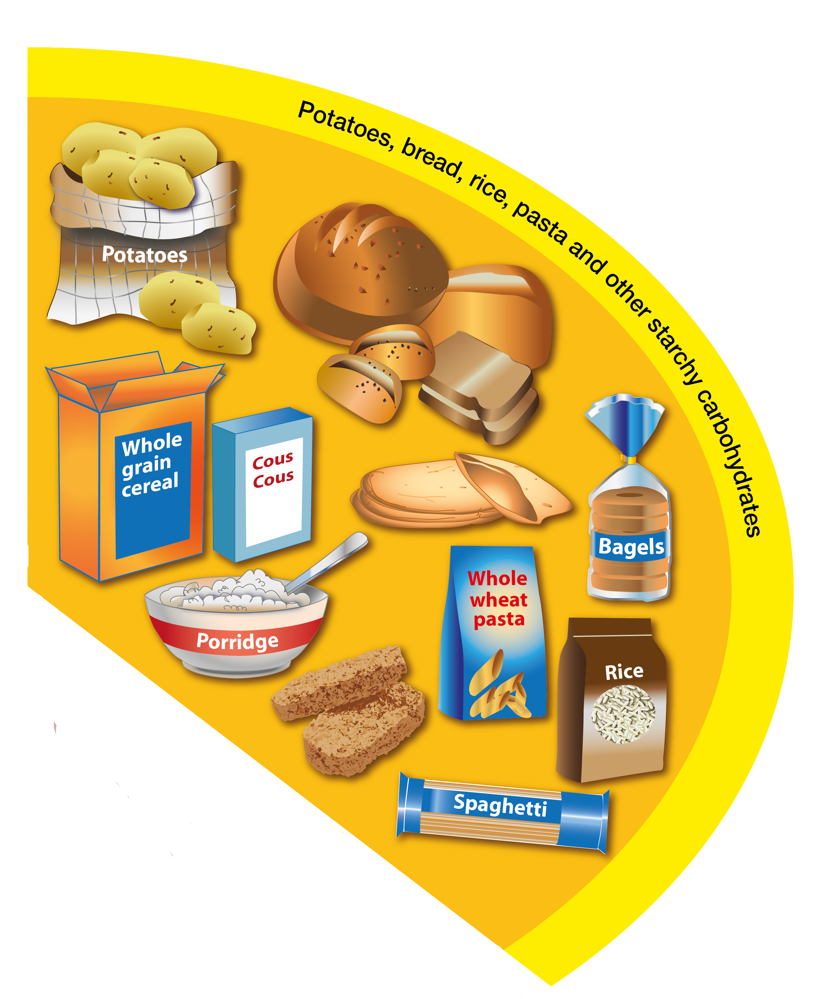 Potatoes, bread, rice, pasta and other starchy carbohydrates
Potatoes
Whole
grain
cereal
Cous
Cous
Bagels
Whole
wheat
pasta
Porridge
Rice
Spaghetti